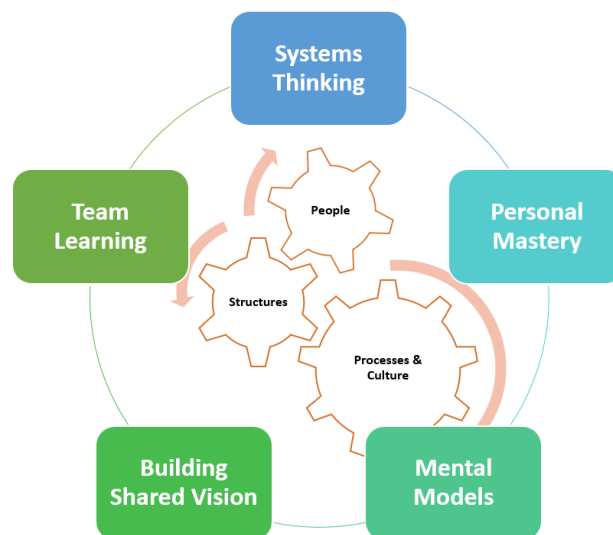 Systems
Thinking
People
Team
Learning
Personal
Mastery
Structures
Processes &
Culture
Building
Shared Vision
Mental
Models